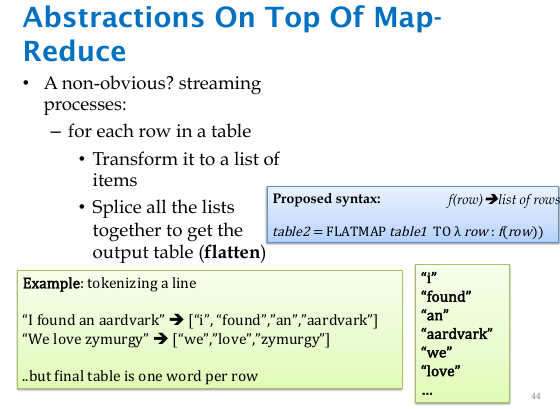 Abstractions On Top Of Map-
Reduce
• A non-obvious? streaming
processes:
– for each row in a table
• Transform it to a list of
items
• Splice all the lists
together to get the
output table (flatten)
Proposed syntax: f(row)➔list of rows
table2 = FLATMAP table1 TO λ row : f(row))
Example: tokenizing a line
“I found an aardvark” ➔ [“i”, “found”,”an”,”aardvark”]
“We love zymurgy” ➔ [“we”,”love”,”zymurgy”]
..but final table is one word per row
“i”
“found”
“an”
“aardvark”
“we”
“love”
...
44